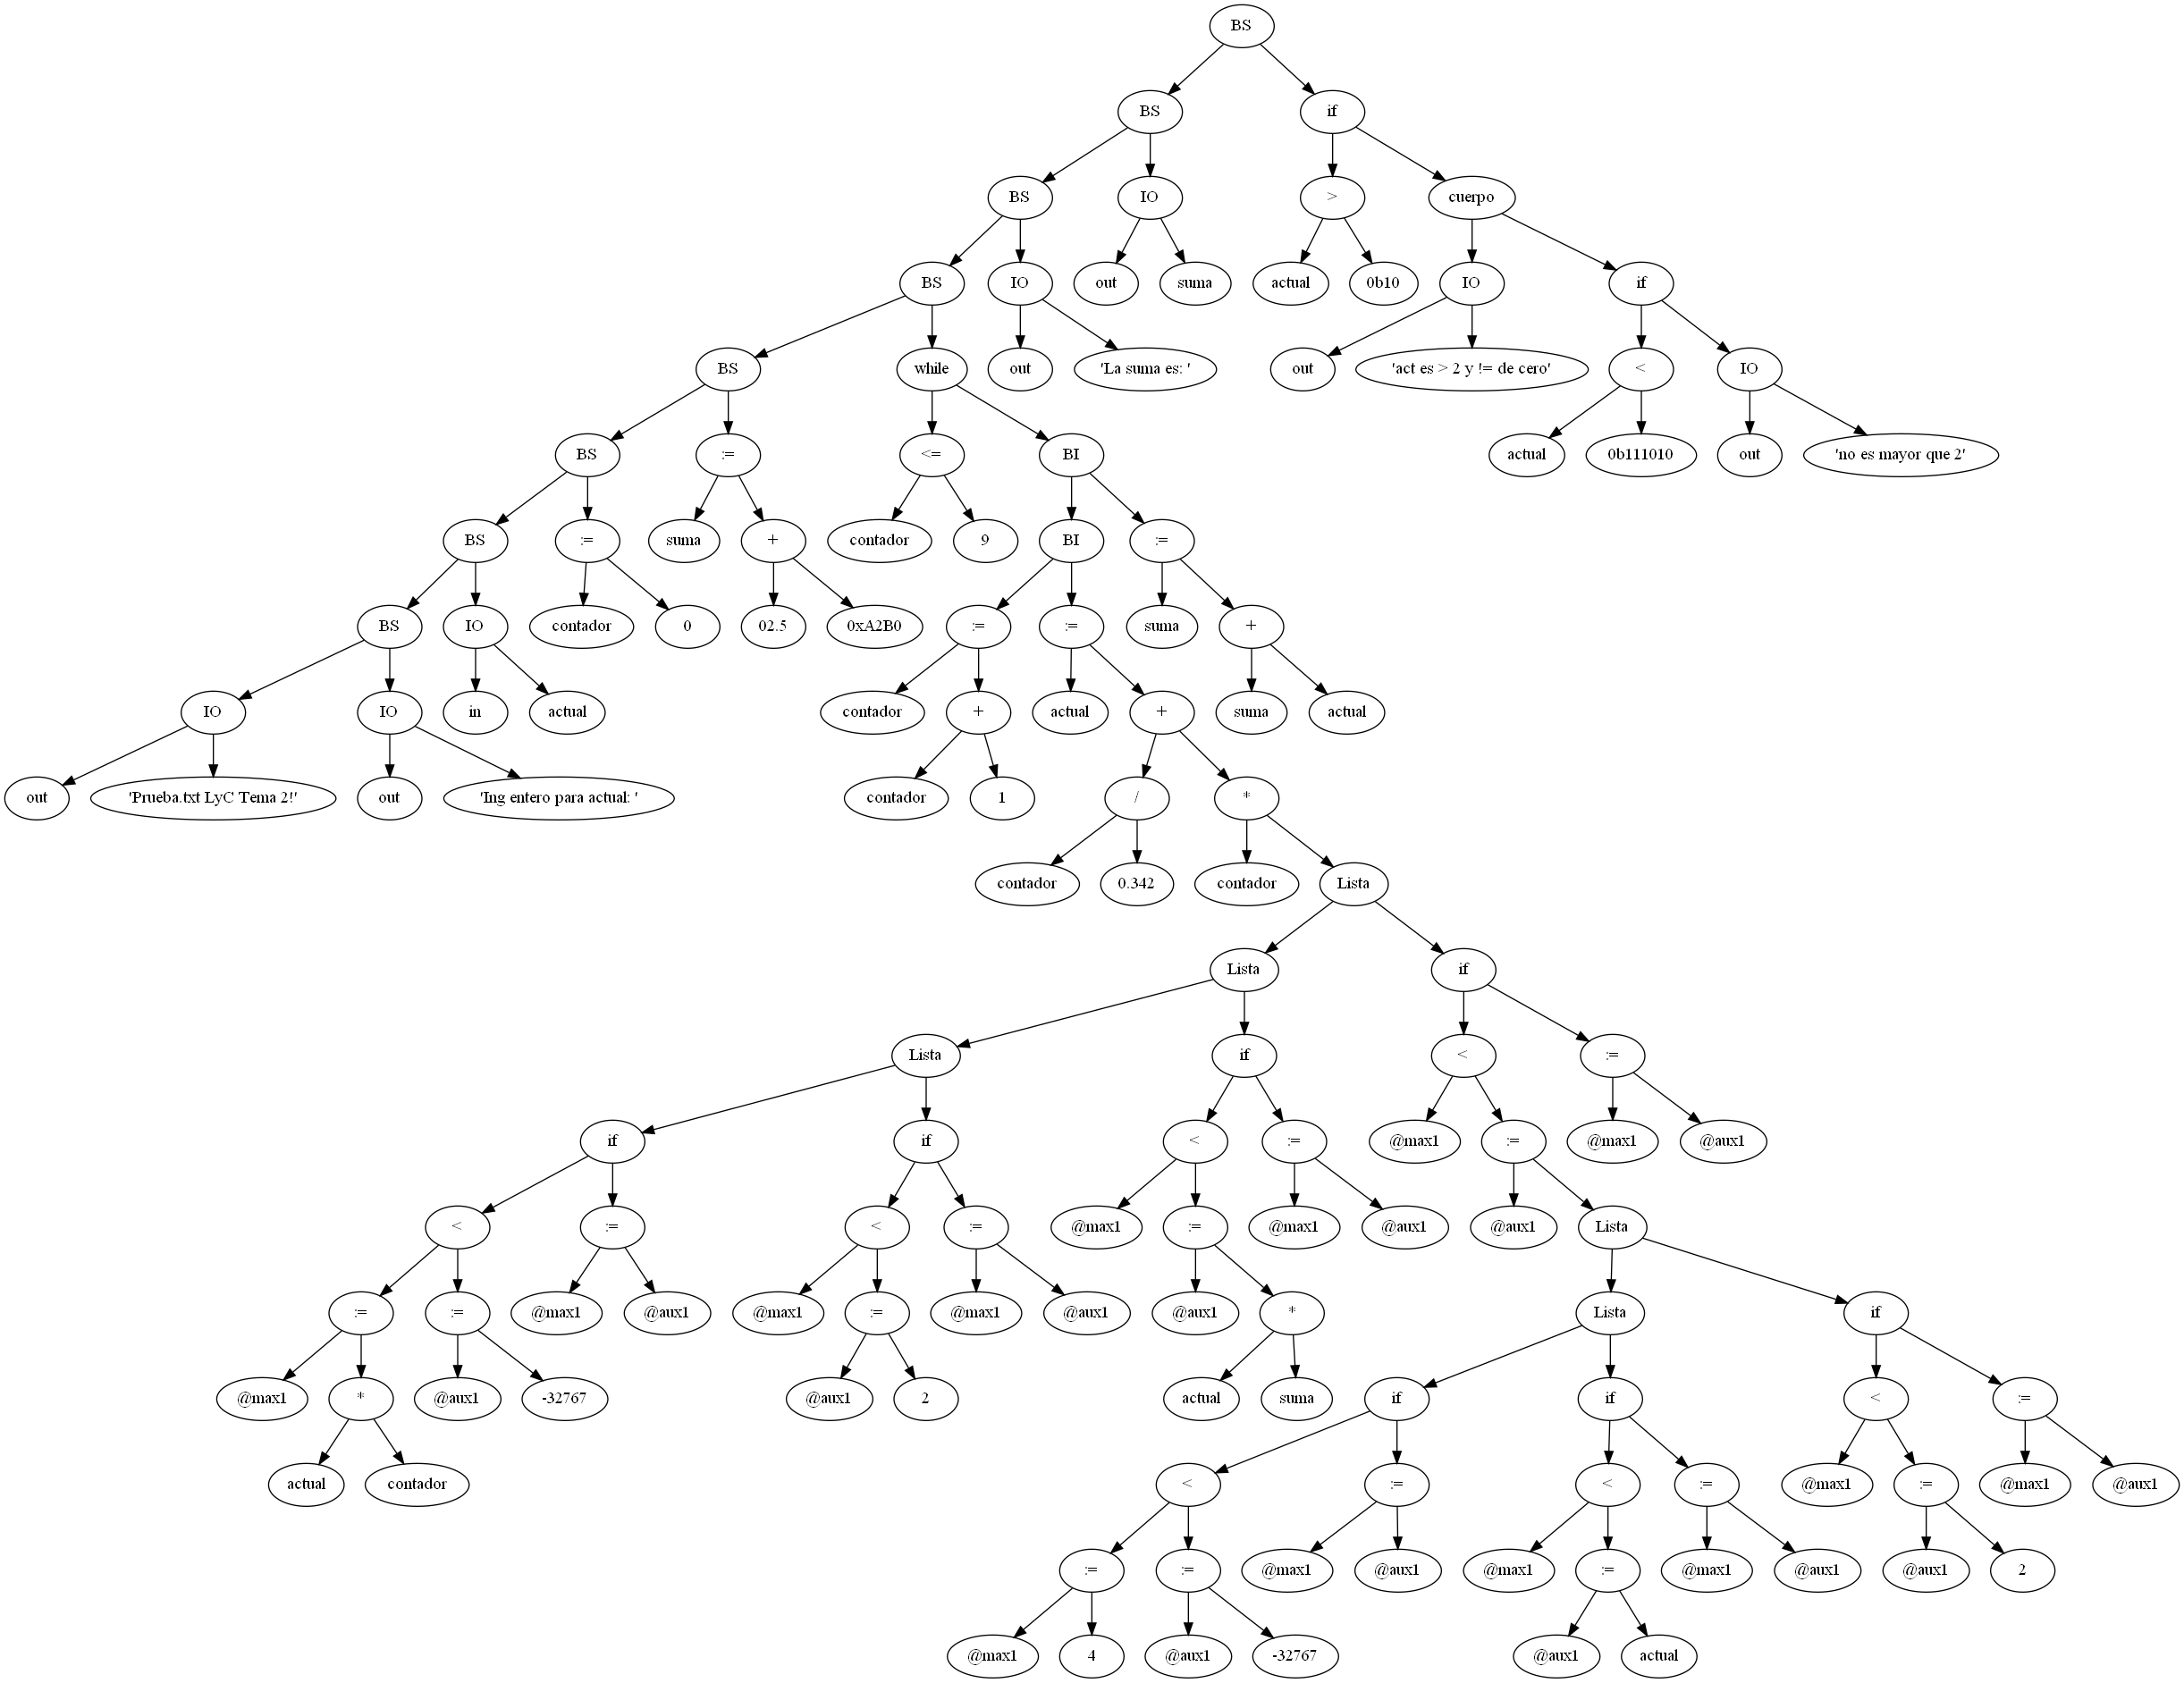 BS
BS if
BS IO > cuerpo
BS IO out suma actual 0b10 IO if
BS while out 'La suma es: ' out 'act es > 2 y != de cero' < IO
BS := <= BI actual 0b111010 out 'no es mayor que 2'
BS := suma + contador 9 BI :=
BS IO contador 0 02.5 0xA2B0 := := suma +
IO IO in actual contador + actual + suma actual
out 'Prueba.txt LyC Tema 2!' out 'Ing entero para actual: ' contador 1 / *
contador 0.342 contador Lista
Lista if
Lista if < :=
if if < := @max1 := @max1 @aux1
< := < := @max1 := @max1 @aux1 @aux1 Lista
:= := @max1 @aux1 @max1 := @max1 @aux1 @aux1 * Lista if
@max1 * @aux1 -32767 @aux1 2 actual suma if if < :=
actual contador < := < := @max1 := @max1 @aux1
:= := @max1 @aux1 @max1 := @max1 @aux1 @aux1 2
@max1 4 @aux1 -32767 @aux1 actual